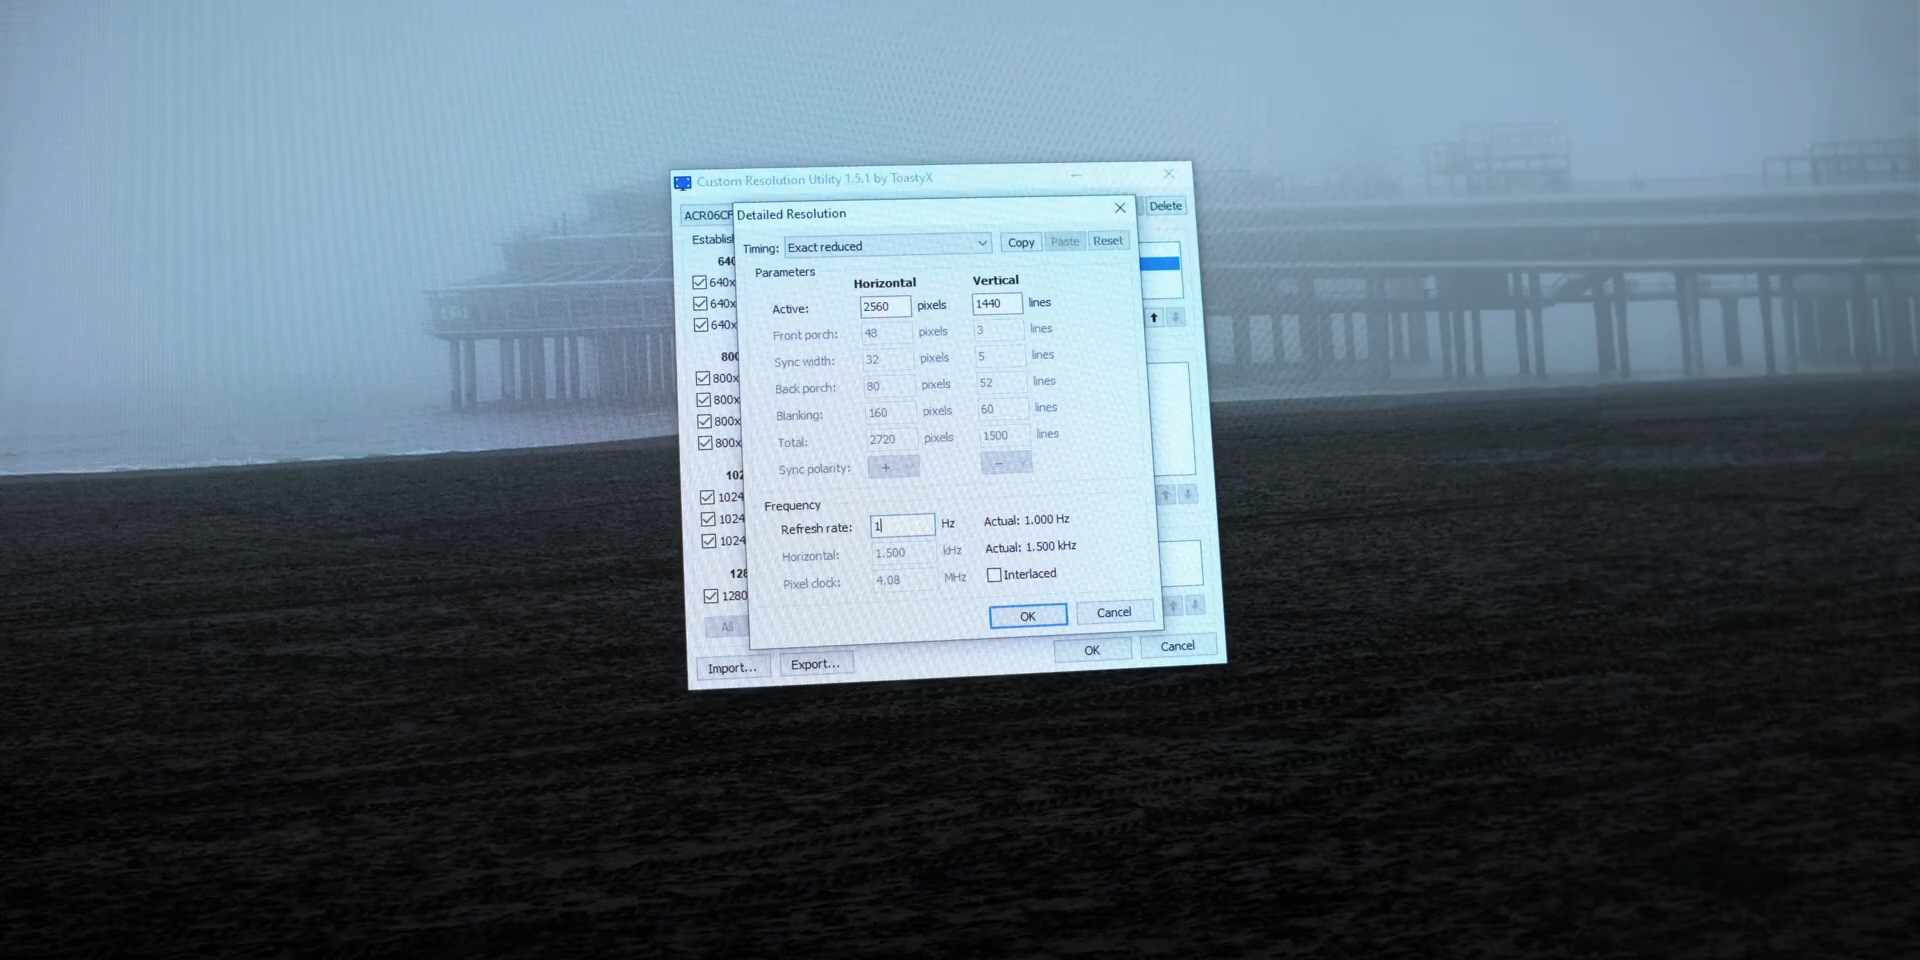 Custom Resolution Utility 1.5.1 by ToastyX
Detailed Resolution
Delete
Timing: Exact reduced Copy Paste Reset
Parameters
Horizontal Vertical
Active: 2560 pixels 1440 lines
Front porch: 48 pixels 3 lines
Sync width: 32 pixels 5 lines
Back porch: 80 pixels 52 lines
Blanking: 160 pixels 60 lines
Total: 2720 pixels 1500 lines
Sync polarity: + −
Frequency
Refresh rate: 1 Hz Actual: 1.000 Hz
Horizontal: 1.500 kHz Actual: 1.500 kHz
Pixel clock: 4.08 MHz Interlaced
OK Cancel
ACR06CF
Establis
640
640x
640x
640x
800
800x
800x
800x
800x
102
1024
1024
1024
128
1280
All
Import... Export... OK Cancel